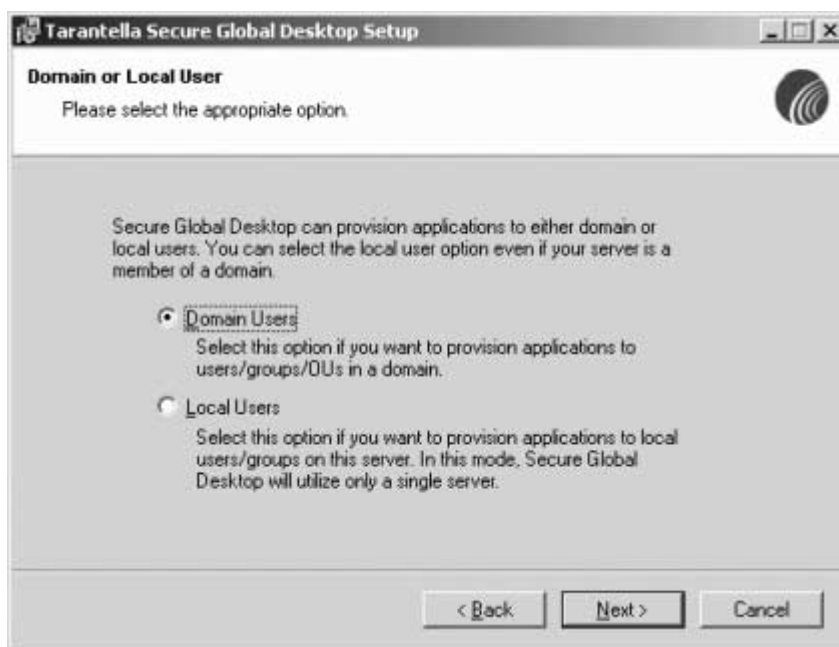 Tarantella Secure Global Desktop Setup
Domain or Local User
Please select the appropriate option.
Secure Global Desktop can provision applications to either domain or
local users. You can select the local user option even if your server is a
member of a domain.
Domain Users
Select this option if you want to provision applications to
users/groups/OUs in a domain.
Local Users
Select this option if you want to provision applications to local
users/groups on this server. In this mode, Secure Global
Desktop will utilize only a single server.
< Back Next > Cancel